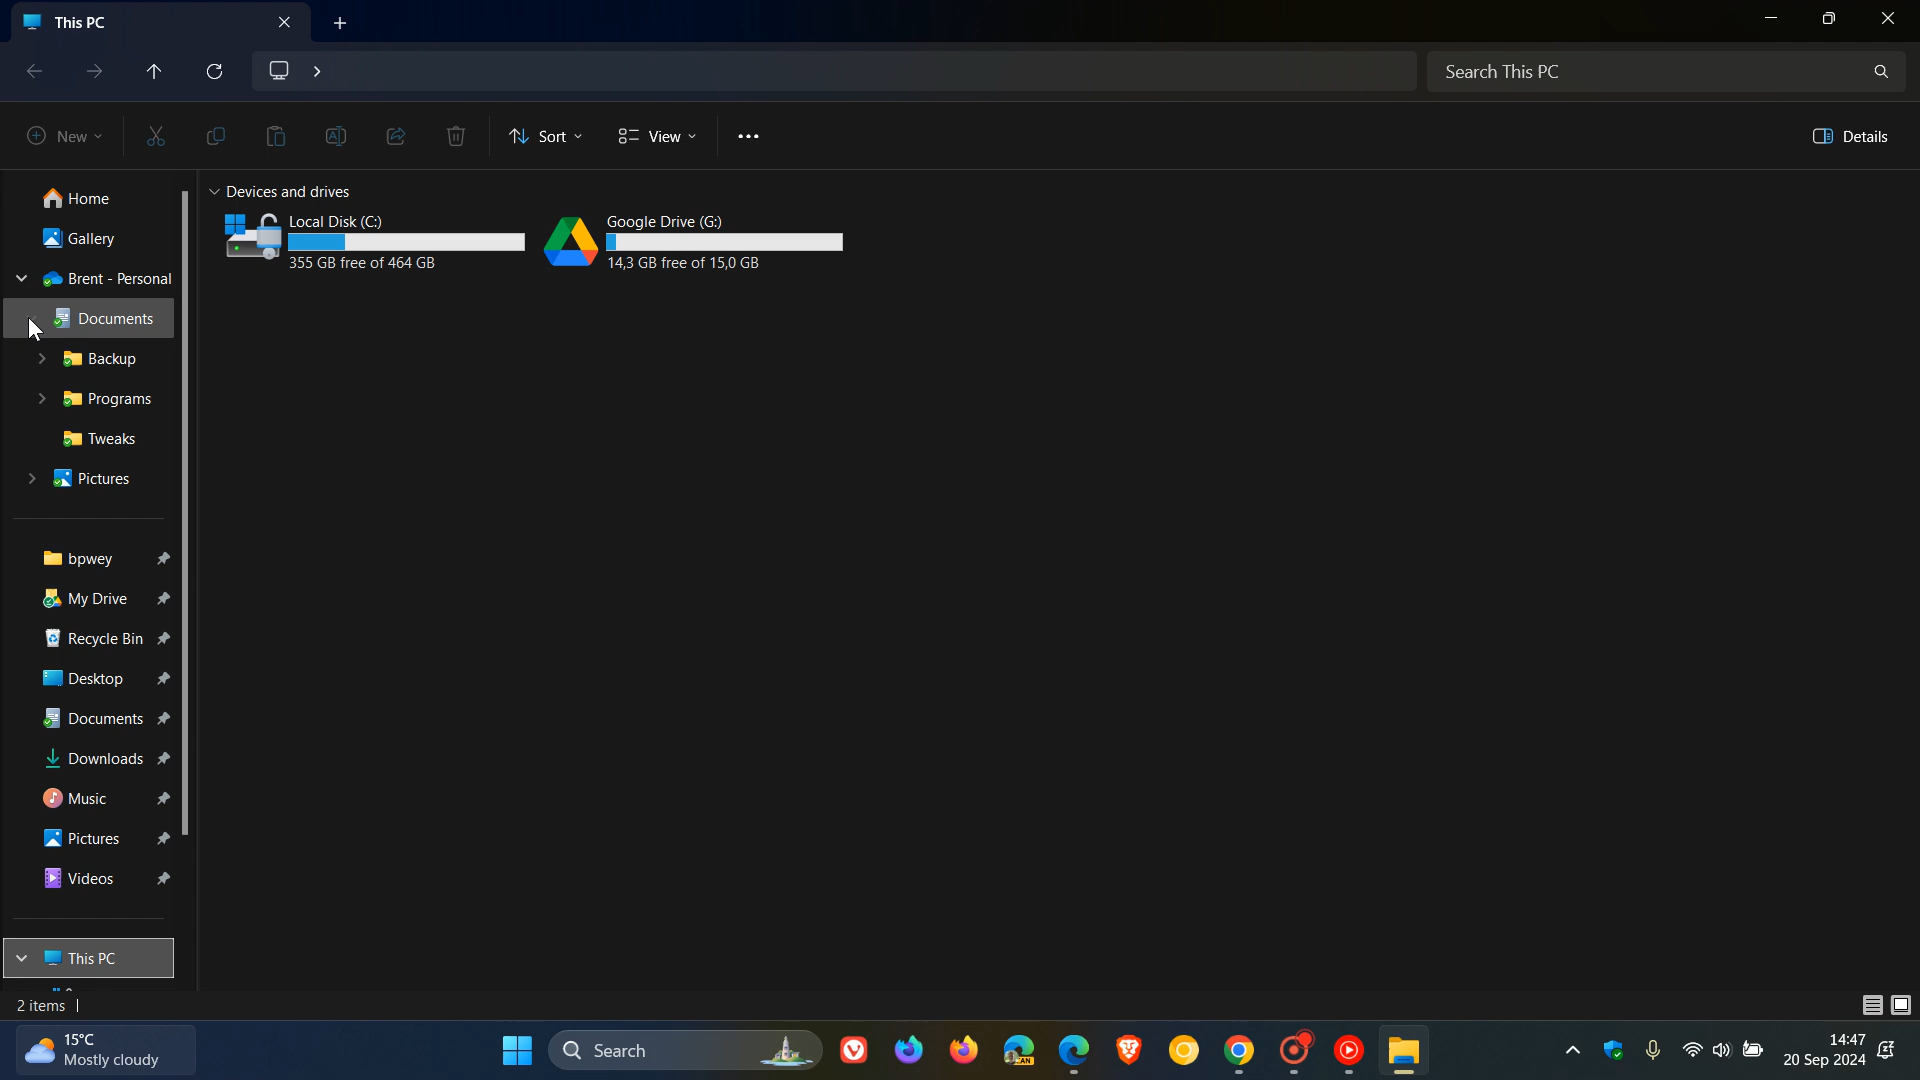 This PC
Search This PC
New
Sort
View
Details
Home
Gallery
Brent - Personal
Documents
Backup
Programs
Tweaks
Pictures
bpwey
My Drive
Recycle Bin
Desktop
Documents
Downloads
Music
Pictures
Videos
This PC
Devices and drives
Local Disk (C:)
355 GB free of 464 GB
Google Drive (G:)
14,3 GB free of 15,0 GB
2 items
15°C
Mostly cloudy
Search
14:47
20 Sep 2024